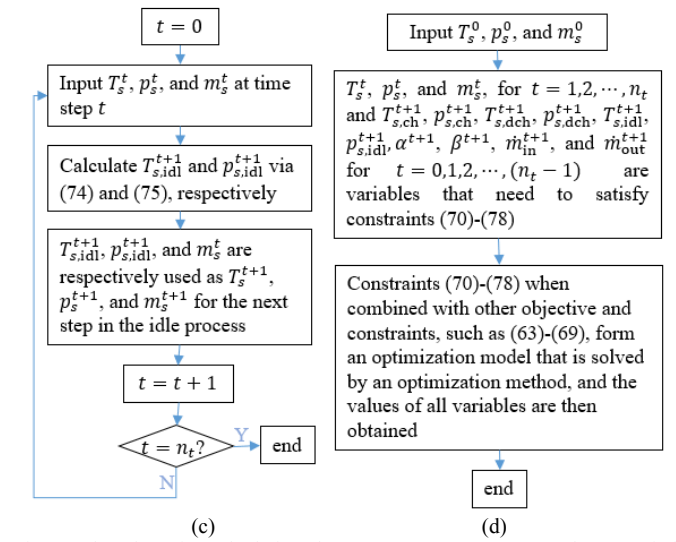 t = 0
Input T_s^t, p_s^t, and m_s^t at time
step t
Calculate T_{s,idl}^{t+1} and p_{s,idl}^{t+1} via
(74) and (75), respectively
T_{s,idl}^{t+1}, p_{s,idl}^{t+1}, and m_s^t are
respectively used as T_s^{t+1},
p_s^{t+1}, and m_s^{t+1} for the next
step in the idle process
t = t + 1
t = n_t?
Y
end
N
(c)
Input T_s^0, p_s^0, and m_s^0
T_s^t, p_s^t, and m_s^t, for t = 1,2, ⋯, n_t
and T_{s,ch}^{t+1}, p_{s,ch}^{t+1}, T_{s,dch}^{t+1}, p_{s,dch}^{t+1}, T_{s,idl}^{t+1},
p_{s,idl}^{t+1}, α^{t+1}, β^{t+1}, ṁ_{in}^{t+1}, and ṁ_{out}^{t+1}
for t = 0,1,2, ⋯, (n_t − 1) are
variables that need to satisfy
constraints (70)-(78)
Constraints (70)-(78) when
combined with other objective and
constraints, such as (63)-(69), form
an optimization model that is solved
by an optimization method, and the
values of all variables are then
obtained
end
(d)